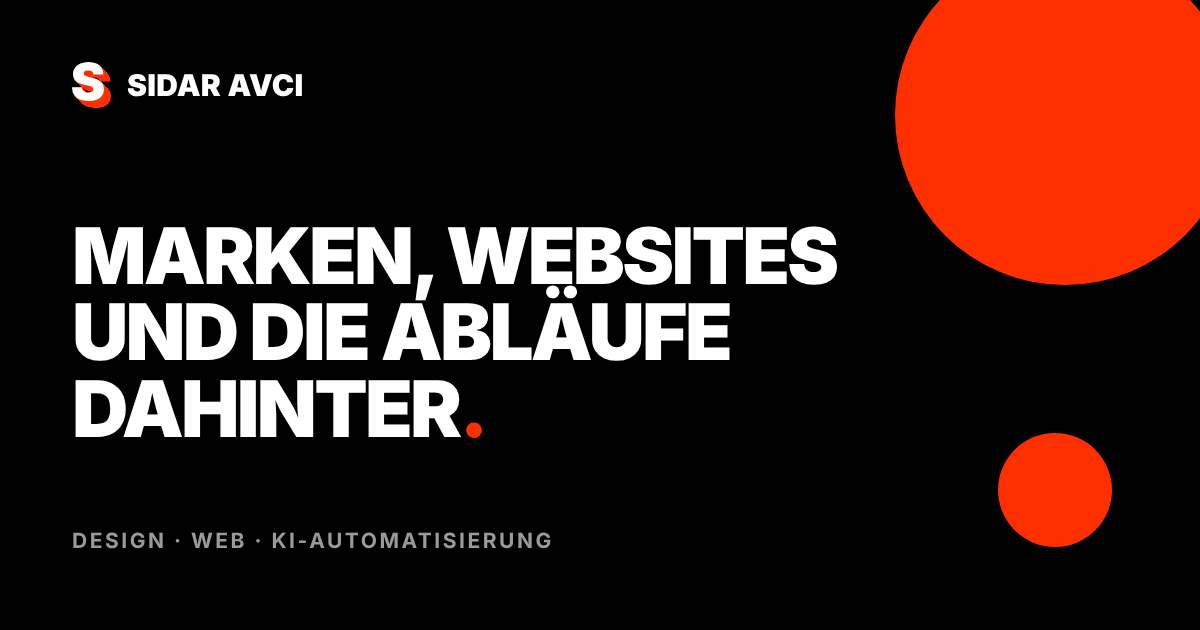 S SIDAR AVCI
MARKEN, WEBSITES
UND DIE ABLÄUFE
DAHINTER.
DESIGN · WEB · KI-AUTOMATISIERUNG